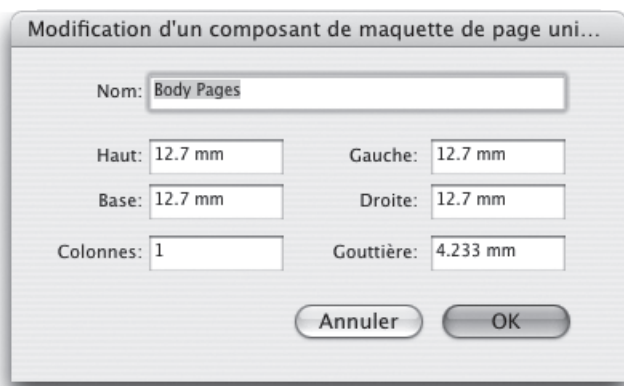 Modification d'un composant de maquette de page uni...
Nom: Body Pages
Haut: 12.7 mm Gauche: 12.7 mm
Base: 12.7 mm Droite: 12.7 mm
Colonnes: 1 Gouttière: 4.233 mm
Annuler OK